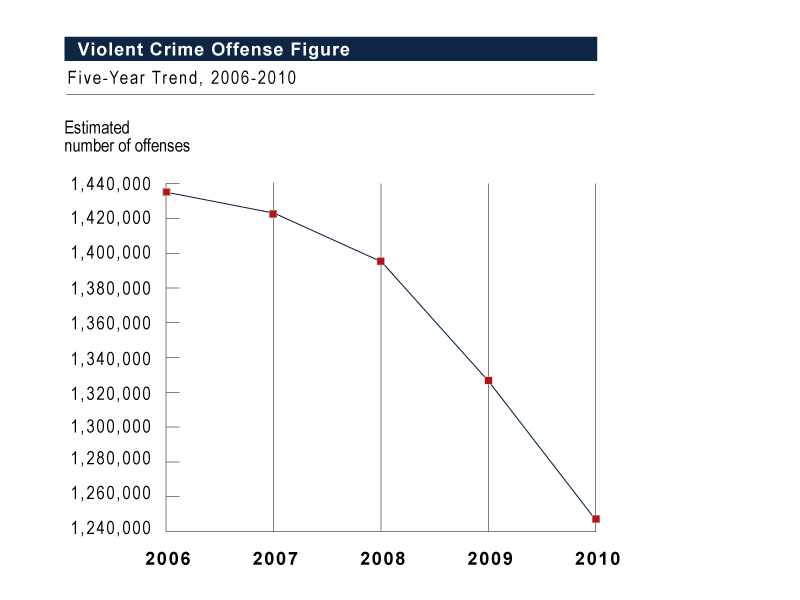 Violent Crime Offense Figure
Five-Year Trend, 2006-2010
Estimated
number of offenses
1,440,000
1,420,000
1,400,000
1,380,000
1,360,000
1,340,000
1,320,000
1,300,000
1,280,000
1,260,000
1,240,000
2006 2007 2008 2009 2010